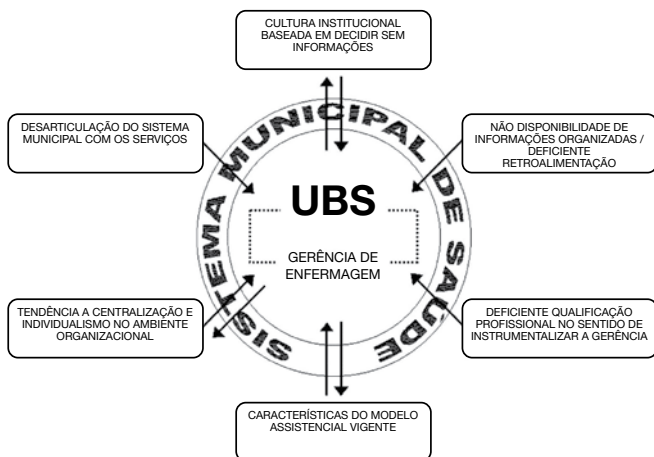 CULTURA INSTITUCIONAL
BASEADA EM DECIDIR SEM
INFORMAÇÕES
DESARTICULAÇÃO DO SISTEMA
MUNICIPAL COM OS SERVIÇOS
NÃO DISPONIBILIDADE DE
INFORMAÇÕES ORGANIZADAS /
DEFICIENTE
RETROALIMENTAÇÃO
SISTEMA MUNICIPAL DE SAÚDE
UBS
GERÊNCIA DE
ENFERMAGEM
TENDÊNCIA A CENTRALIZAÇÃO E
INDIVIDUALISMO NO AMBIENTE
ORGANIZACIONAL
DEFICIENTE QUALIFICAÇÃO
PROFISSIONAL NO SENTIDO DE
INSTRUMENTALIZAR A GERÊNCIA
CARACTERÍSTICAS DO MODELO
ASSISTENCIAL VIGENTE